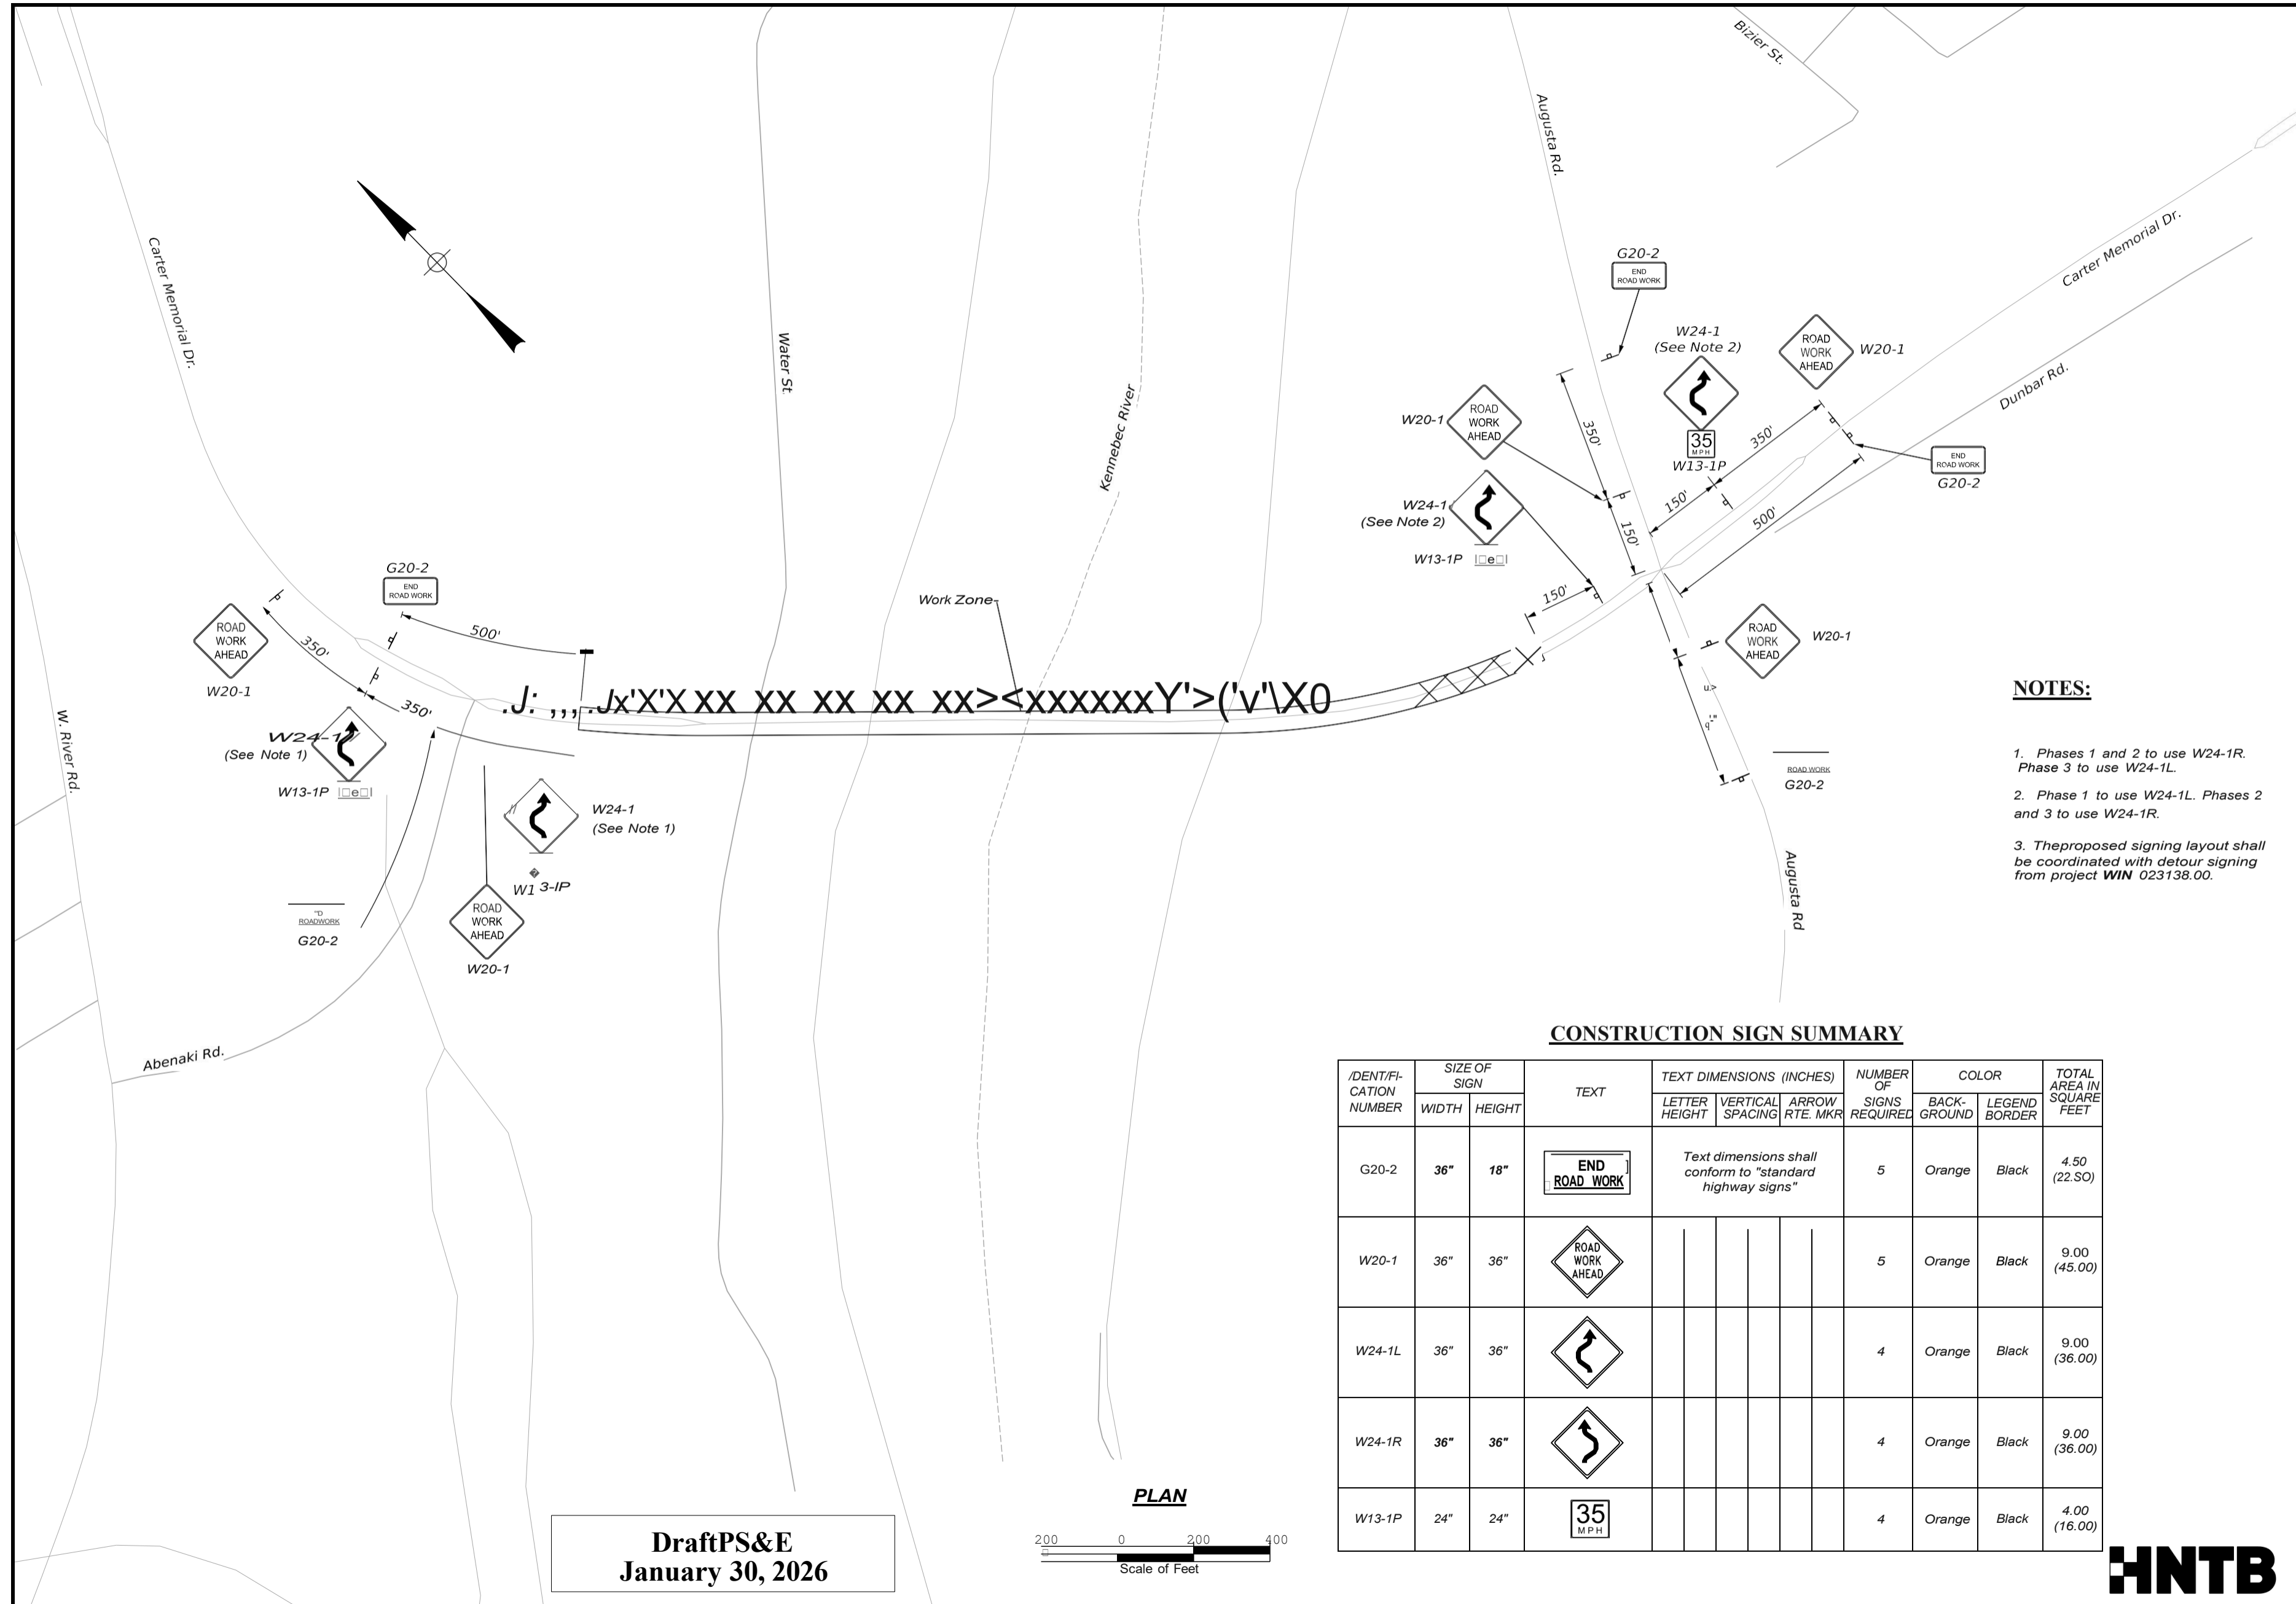 Bizier St.
Augusta Rd.
Carter Memorial Dr.
Carter Memorial Dr.
Water St.
Kennebec River
Dunbar Rd.
W. River Rd.
Abenaki Rd.
Augusta Rd
G20-2
END
ROAD WORK
W24-1
(See Note 2)
35
MPH
W13-1P
ROAD
WORK
AHEAD
W20-1
W20-1
ROAD
WORK
AHEAD
350'
350'
END
ROAD WORK
G20-2
W24-1
(See Note 2)
W13-1P
150'
150'
500'
150'
G20-2
END
ROAD WORK
500'
Work Zone
ROAD
WORK
AHEAD
W20-1
350'
350'
W24-1
(See Note 1)
W13-1P
W24-1
(See Note 1)
W1 3-IP
ROADWORK
G20-2
ROAD
WORK
AHEAD
W20-1
ROAD
WORK
AHEAD
W20-1
ROAD WORK
G20-2
NOTES:
1. Phases 1 and 2 to use W24-1R.
Phase 3 to use W24-1L.
2. Phase 1 to use W24-1L. Phases 2
and 3 to use W24-1R.
3. Theproposed signing layout shall
be coordinated with detour signing
from project WIN 023138.00.
CONSTRUCTION SIGN SUMMARY
/DENT/FI-
CATION
NUMBER
SIZE OF
SIGN
WIDTH HEIGHT
TEXT
TEXT DIMENSIONS (INCHES)
LETTER
HEIGHT
VERTICAL
SPACING
ARROW
RTE. MKR
NUMBER
OF
SIGNS
REQUIRED
COLOR
BACK-
GROUND
LEGEND
BORDER
TOTAL
AREA IN
SQUARE
FEET
G20-2 36" 18"
END
ROAD WORK
Text dimensions shall
conform to "standard
highway signs"
5 Orange Black 4.50
(22.SO)
W20-1 36" 36"
ROAD
WORK
AHEAD
5 Orange Black 9.00
(45.00)
W24-1L 36" 36" 4 Orange Black 9.00
(36.00)
W24-1R 36" 36" 4 Orange Black 9.00
(36.00)
W13-1P 24" 24"
35
MPH
4 Orange Black 4.00
(16.00)
PLAN
200 0 200 400
Scale of Feet
DraftPS&E
January 30, 2026
HNTB